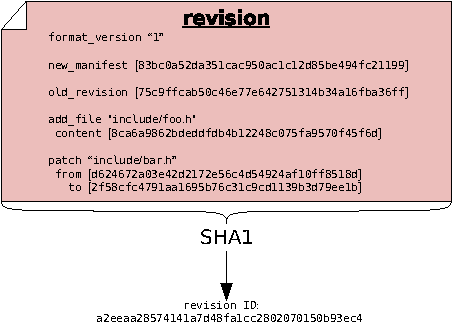 revision
format_version “1”
new_manifest [83bc0a52da351cac950ac1c12d85be494fc21199]
old_revision [75c9ffcab50c46e77e642751314b34a16fba36ff]
add_file "include/foo.h"
content [8ca6a9862bdeddfdb4b12248c075fa9570f45f6d]
patch “include/bar.h”
from [d624672a03e42d2172e56c4d54924af10ff8518d]
to [2f58cfc4791aa1695b76c31c9cd1139b3d79ee1b]
SHA1
revision ID:
a2eeaa28574141a7d48fa1cc2802070150b93ec4